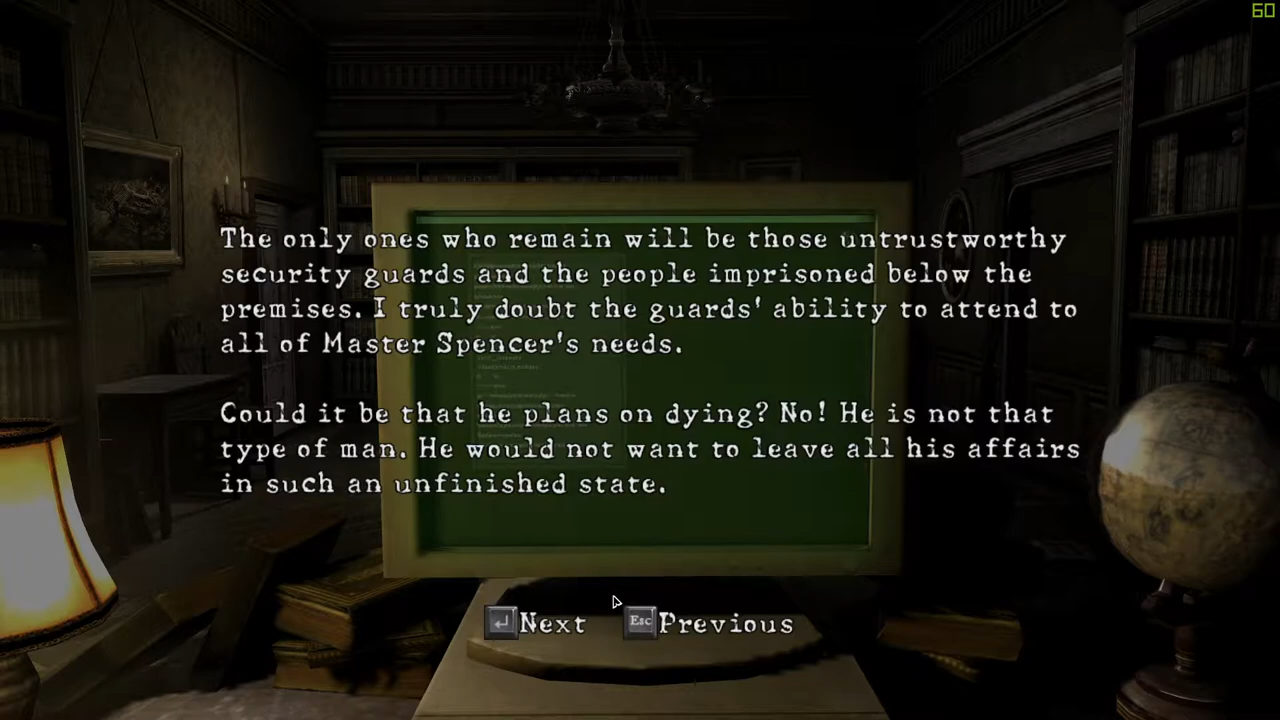 60
The only ones who remain will be those untrustworthy
security guards and the people imprisoned below the
premises. I truly doubt the guards' ability to attend to
all of Master Spencer's needs.
Could it be that he plans on dying? No! He is not that
type of man. He would not want to leave all his affairs
in such an unfinished state.
Next
Esc Previous